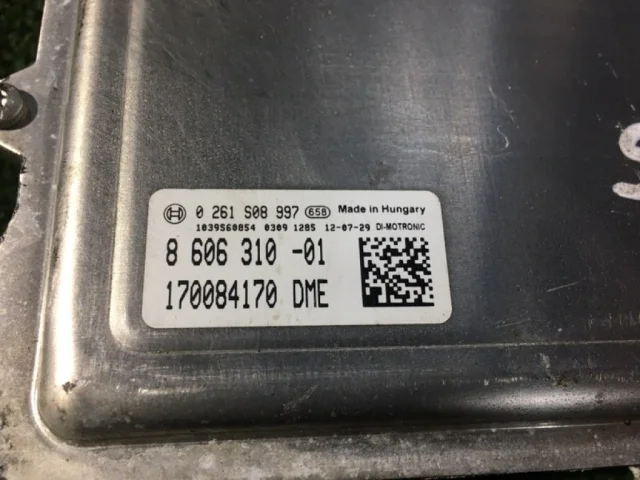 0 261 S08 997 658 Made in Hungary
1039S60854 0309 1285 12-07-29 DI-MOTRONIC
8 606 310 -01
170084170 DME
S